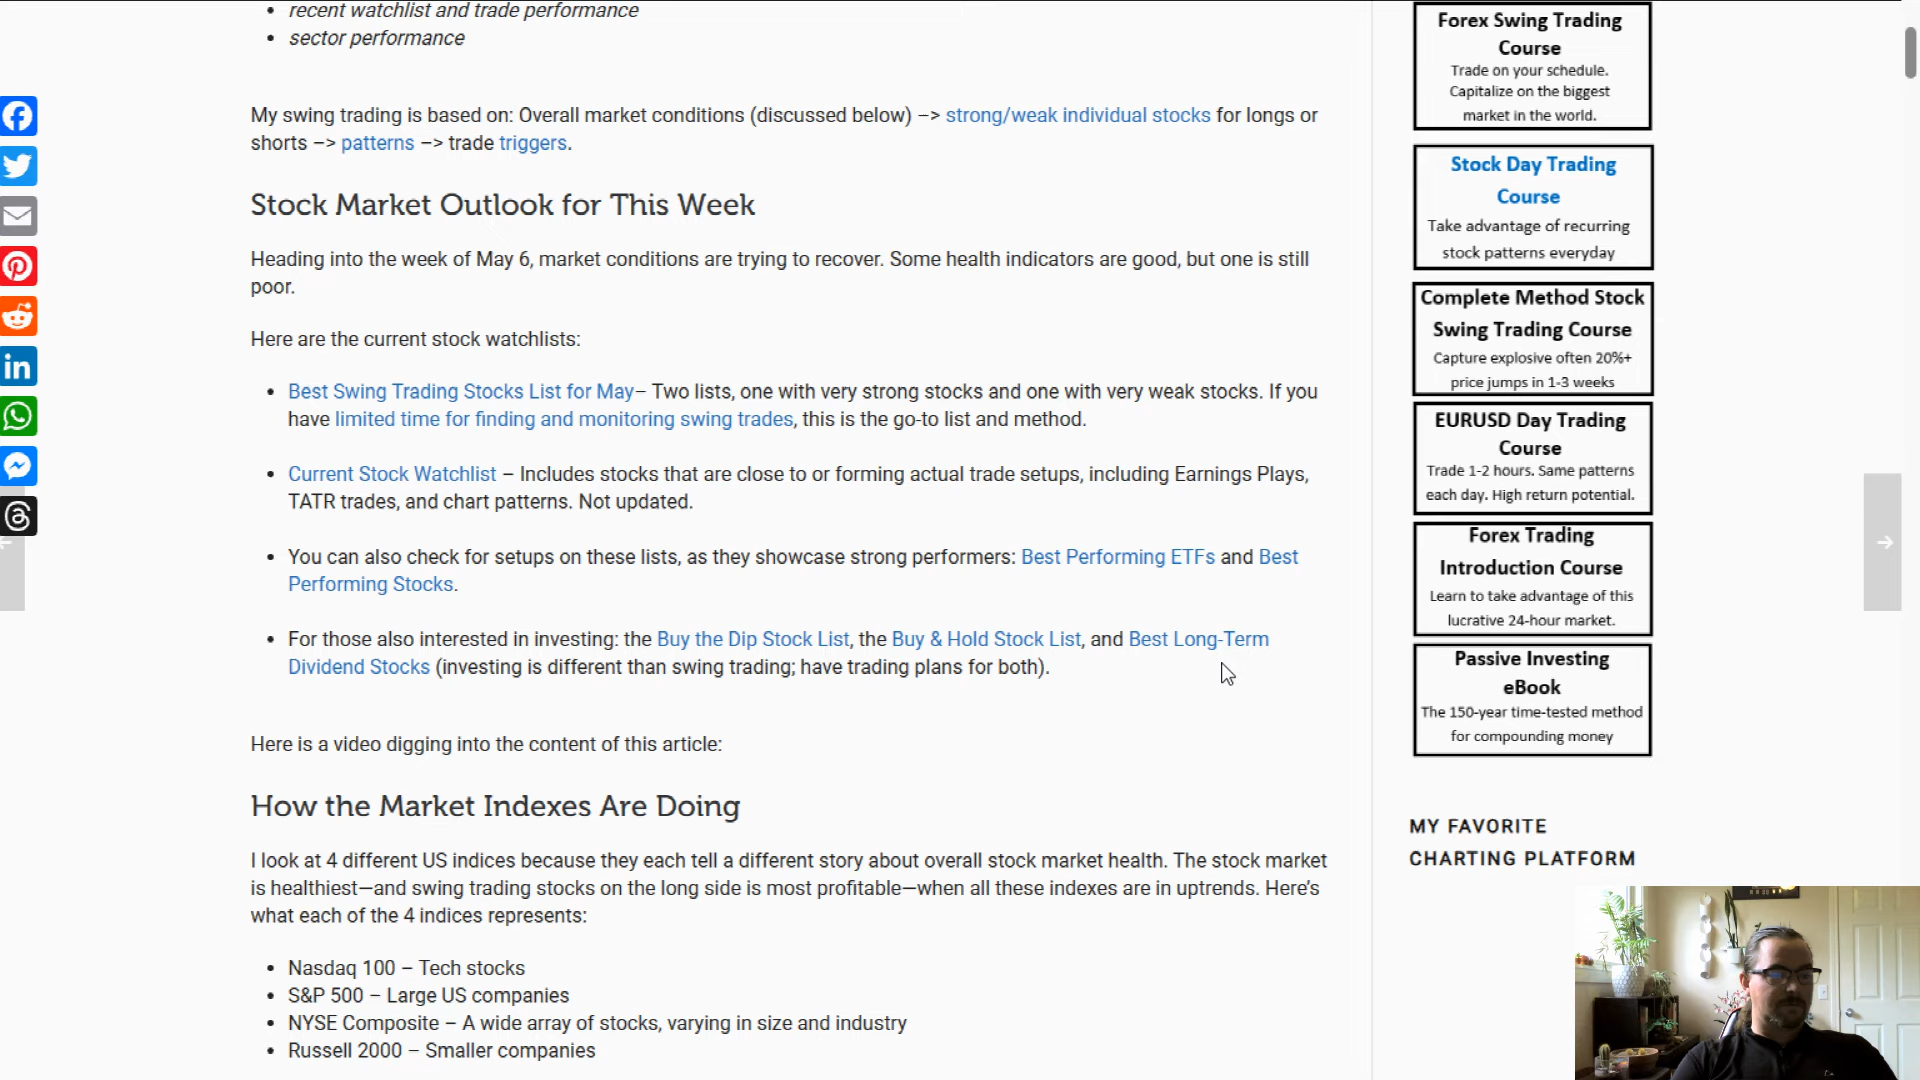 recent watchlist and trade performance
sector performance
My swing trading is based on: Overall market conditions (discussed below) –> strong/weak individual stocks for longs or
shorts –> patterns –> trade triggers.
Stock Market Outlook for This Week
Heading into the week of May 6, market conditions are trying to recover. Some health indicators are good, but one is still
poor.
Here are the current stock watchlists:
Best Swing Trading Stocks List for May– Two lists, one with very strong stocks and one with very weak stocks. If you
have limited time for finding and monitoring swing trades, this is the go-to list and method.
Current Stock Watchlist – Includes stocks that are close to or forming actual trade setups, including Earnings Plays,
TATR trades, and chart patterns. Not updated.
You can also check for setups on these lists, as they showcase strong performers: Best Performing ETFs and Best
Performing Stocks.
For those also interested in investing: the Buy the Dip Stock List, the Buy & Hold Stock List, and Best Long-Term
Dividend Stocks (investing is different than swing trading; have trading plans for both).
Here is a video digging into the content of this article:
How the Market Indexes Are Doing
I look at 4 different US indices because they each tell a different story about overall stock market health. The stock market
is healthiest—and swing trading stocks on the long side is most profitable—when all these indexes are in uptrends. Here's
what each of the 4 indices represents:
Nasdaq 100 – Tech stocks
S&P 500 – Large US companies
NYSE Composite – A wide array of stocks, varying in size and industry
Russell 2000 – Smaller companies
Forex Swing Trading
Course
Trade on your schedule.
Capitalize on the biggest
market in the world.
Stock Day Trading
Course
Take advantage of recurring
stock patterns everyday
Complete Method Stock
Swing Trading Course
Capture explosive often 20%+
price jumps in 1-3 weeks
EURUSD Day Trading
Course
Trade 1-2 hours. Same patterns
each day. High return potential.
Forex Trading
Introduction Course
Learn to take advantage of this
lucrative 24-hour market.
Passive Investing
eBook
The 150-year time-tested method
for compounding money
MY FAVORITE
CHARTING PLATFORM